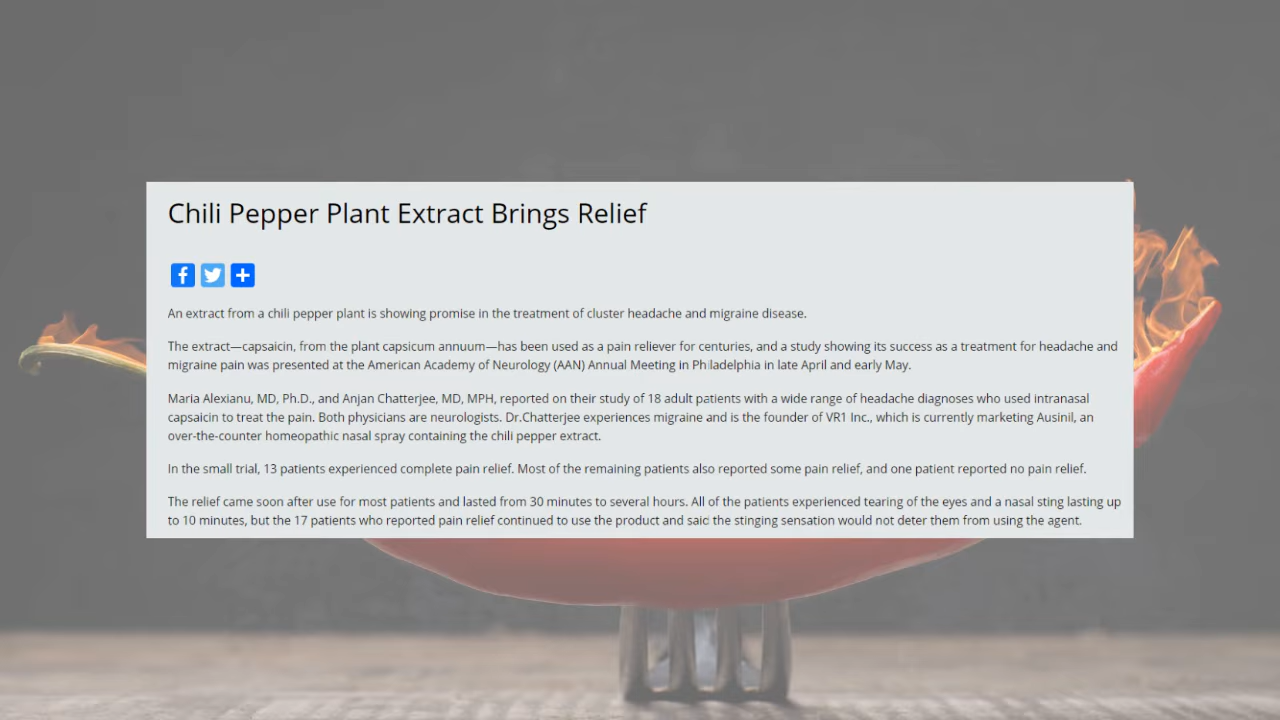 Chili Pepper Plant Extract Brings Relief
An extract from a chili pepper plant is showing promise in the treatment of cluster headache and migraine disease.
The extract—capsaicin, from the plant capsicum annuum—has been used as a pain reliever for centuries, and a study showing its success as a treatment for headache and
migraine pain was presented at the American Academy of Neurology (AAN) Annual Meeting in Philadelphia in late April and early May.
Maria Alexianu, MD, Ph.D., and Anjan Chatterjee, MD, MPH, reported on their study of 18 adult patients with a wide range of headache diagnoses who used intranasal
capsaicin to treat the pain. Both physicians are neurologists. Dr.Chatterjee experiences migraine and is the founder of VR1 Inc., which is currently marketing Ausinil, an
over-the-counter homeopathic nasal spray containing the chili pepper extract.
In the small trial, 13 patients experienced complete pain relief. Most of the remaining patients also reported some pain relief, and one patient reported no pain relief.
The relief came soon after use for most patients and lasted from 30 minutes to several hours. All of the patients experienced tearing of the eyes and a nasal sting lasting up
to 10 minutes, but the 17 patients who reported pain relief continued to use the product and said the stinging sensation would not deter them from using the agent.